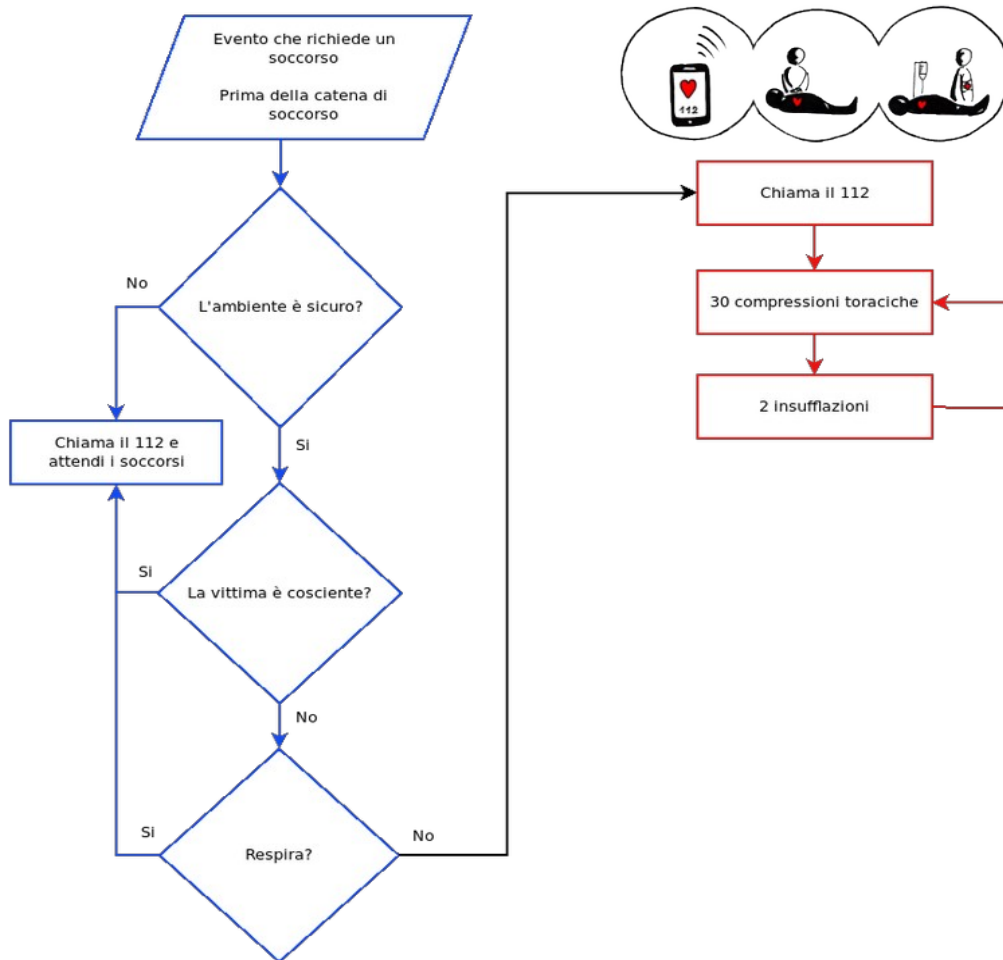 Evento che richiede un
soccorso
Prima della catena di
soccorso
No
L'ambiente è sicuro?
Si
Chiama il 112 e
attendi i soccorsi
Si
La vittima è cosciente?
No
Si
Respira?
No
112
Chiama il 112
30 compressioni toraciche
2 insufflazioni